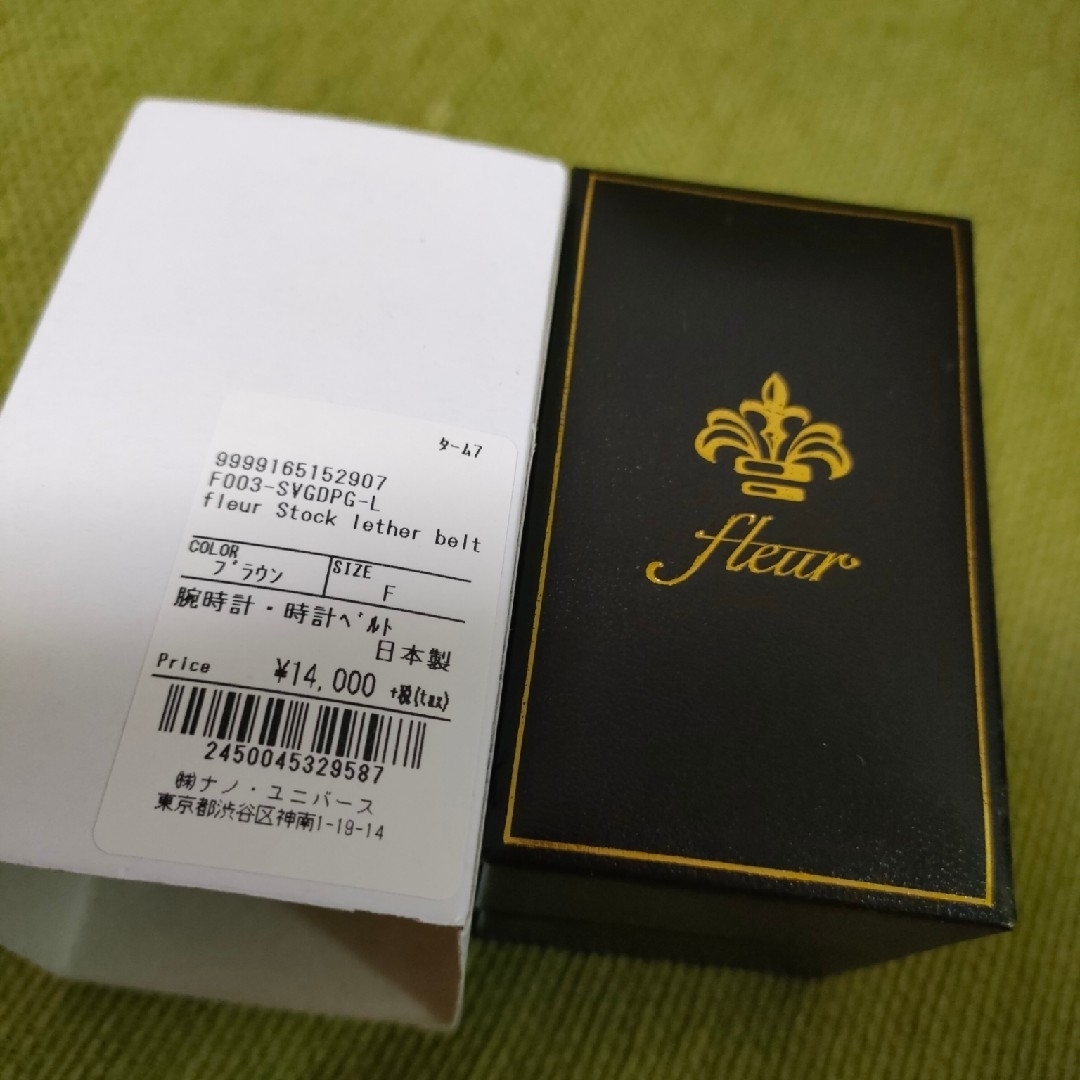 ターム7
9999165152907
F003-SVGDPG-L
fleur Stock lether belt
COLOR
ブラウン
SIZE
F
腕時計・時計ベルト
日本製
Price ¥14,000 +税(tax)
2450045329587
㈱ナノ・ユニバース
東京都渋谷区神南1-19-14
fleur